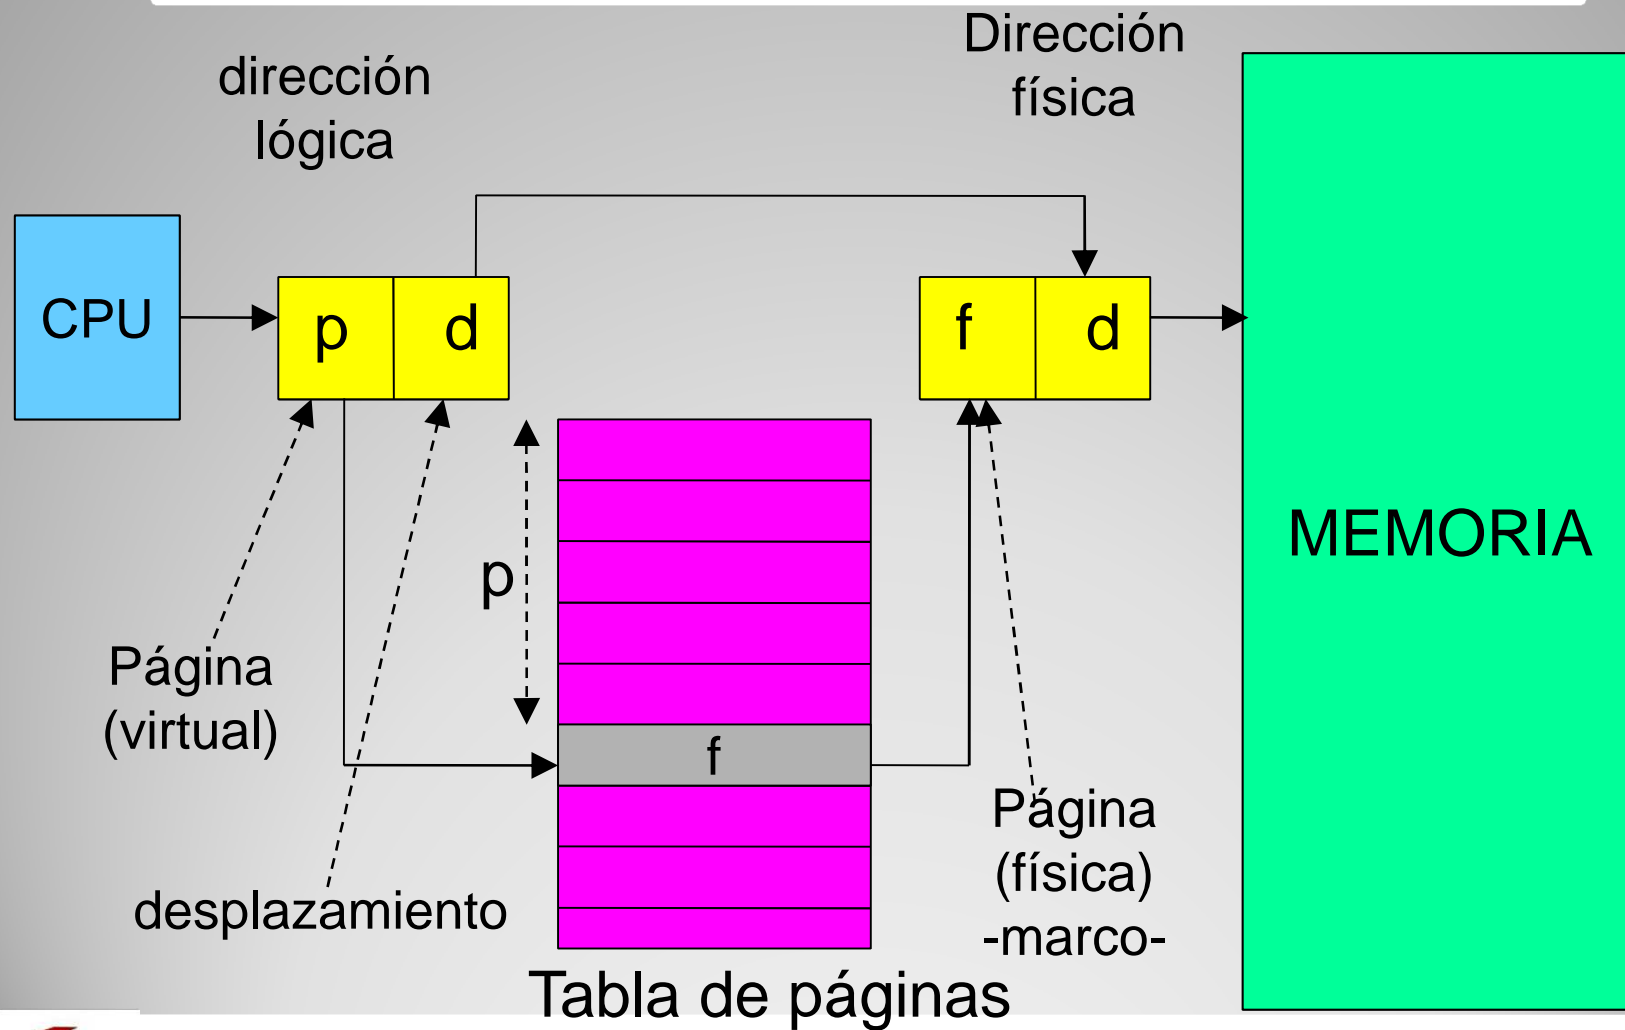 dirección
lógica
Dirección
física
CPU
p
d
f
d
MEMORIA
p
f
Página
(virtual)
desplazamiento
Página
(física)
-marco-
Tabla de páginas